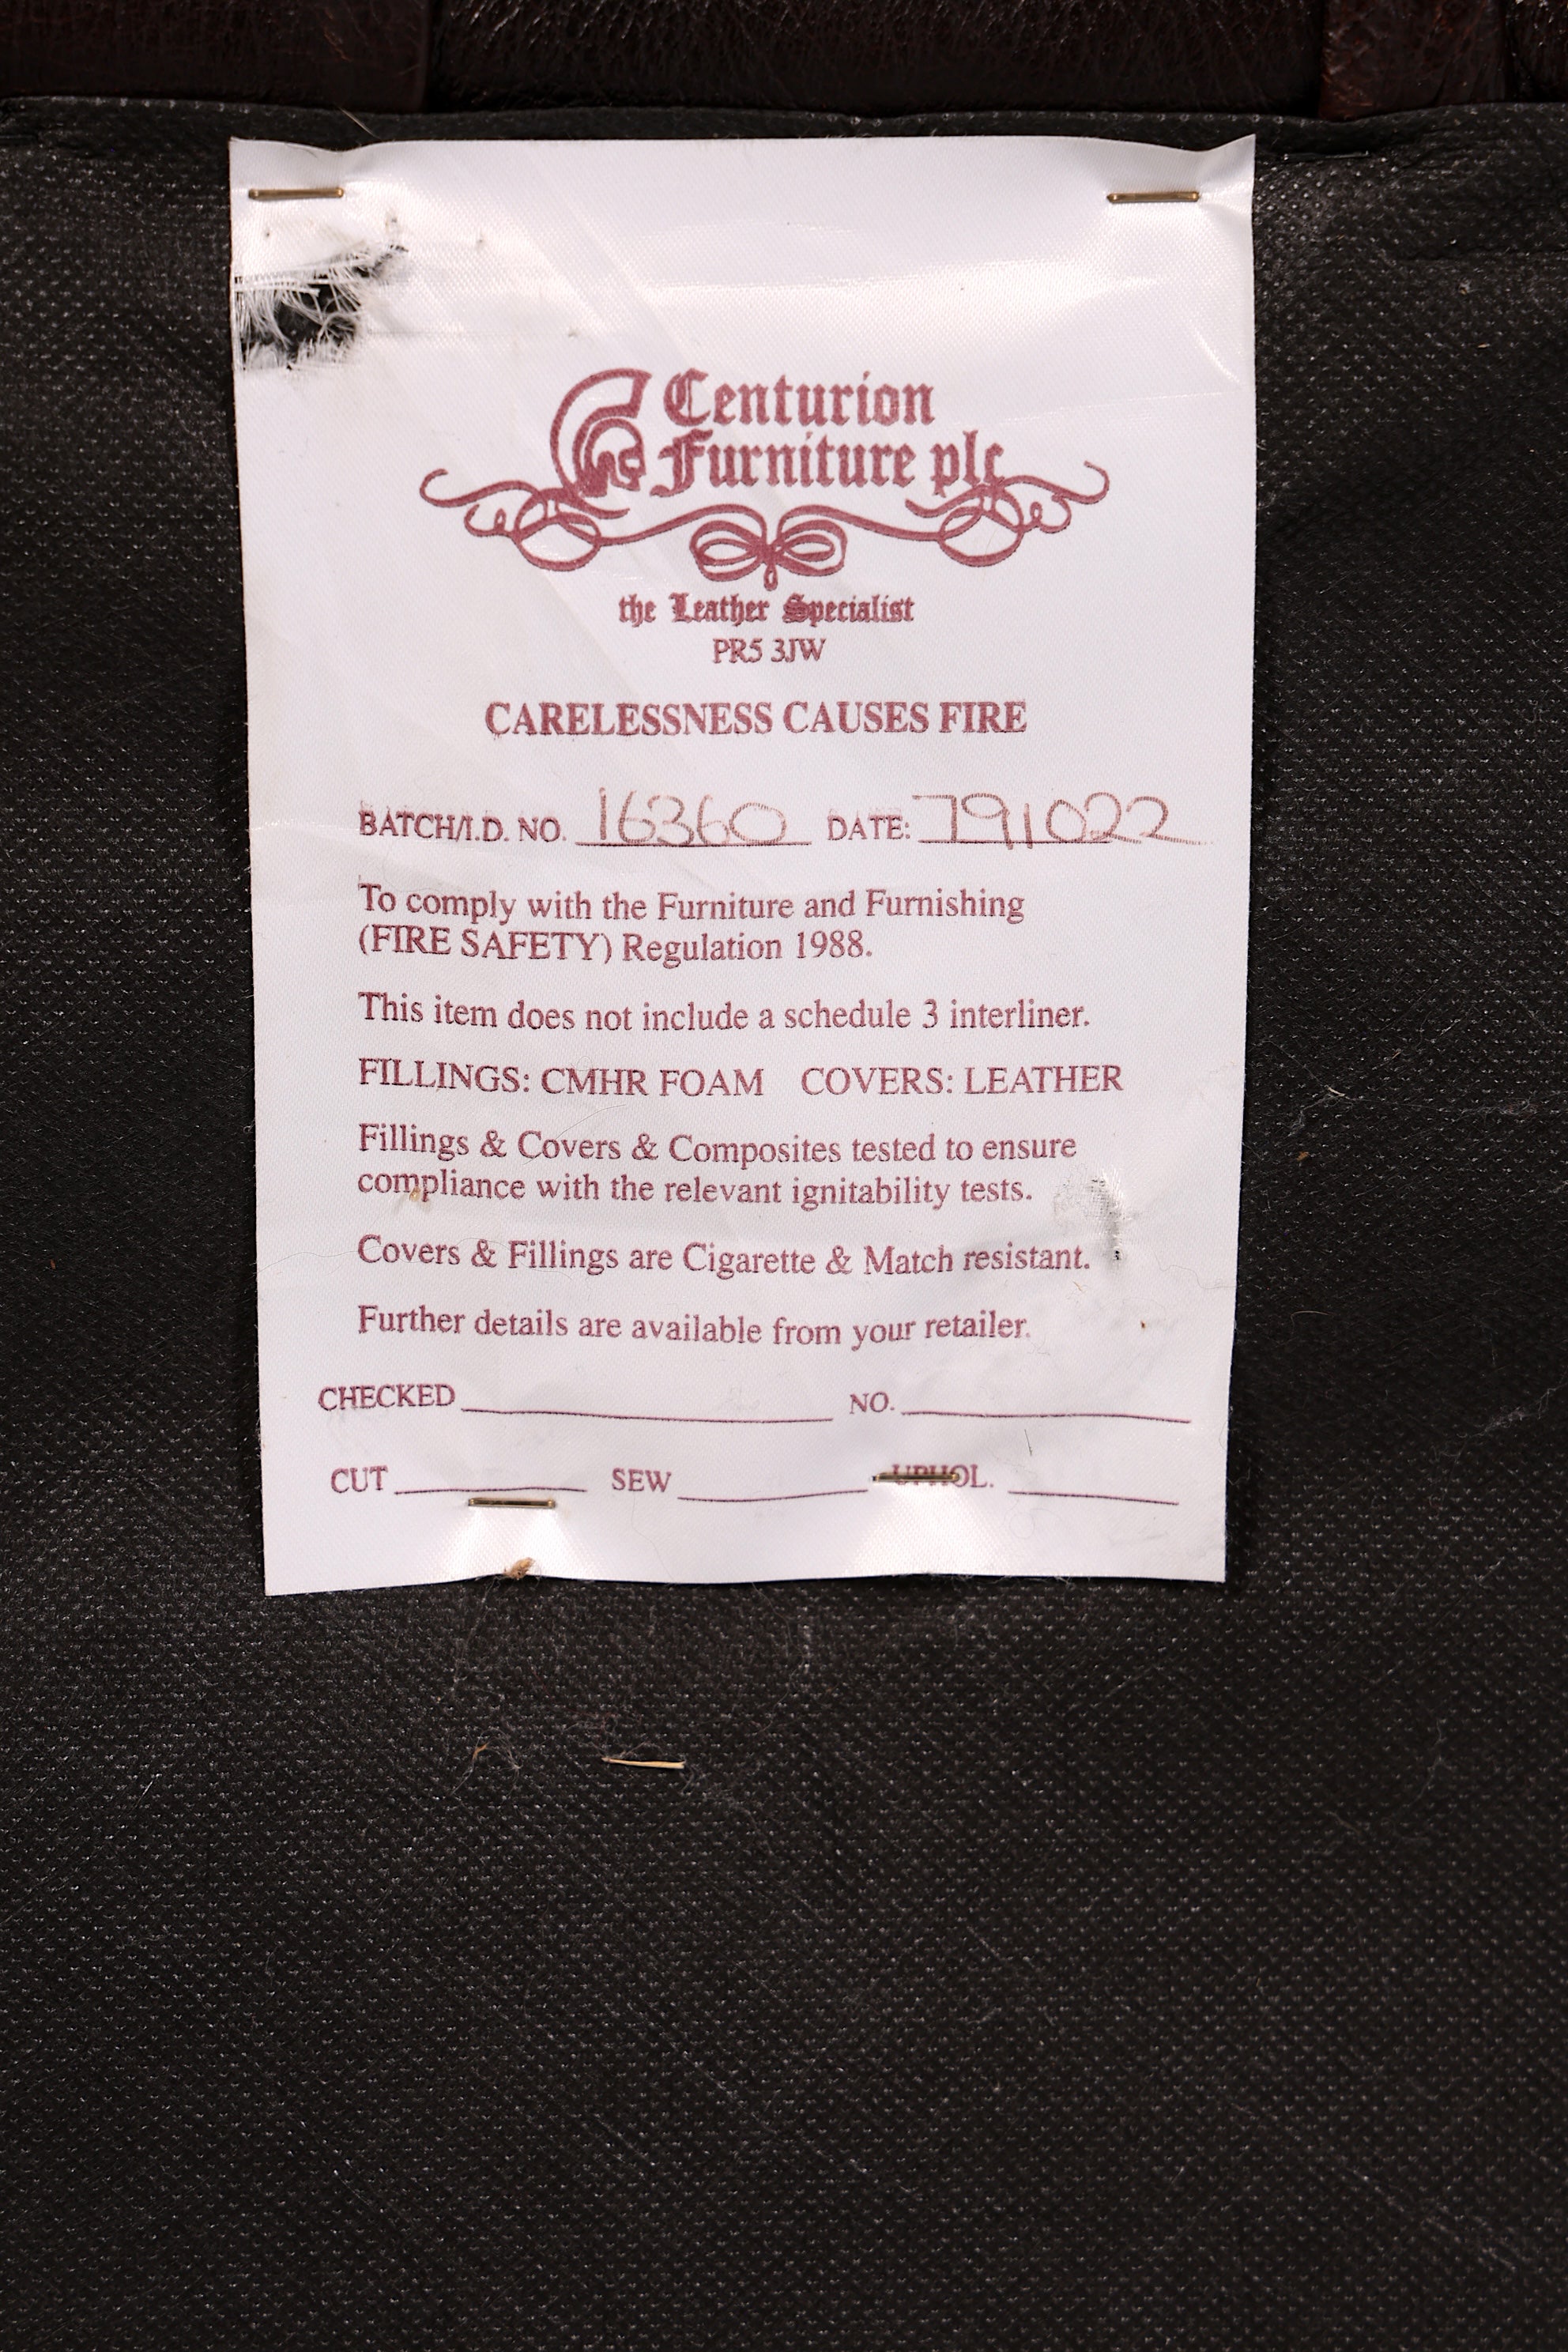 Centurion
Furniture plc
the Leather Specialist
PR5 3JW
CARELESSNESS CAUSES FIRE
BATCH/I.D. NO. 16360 DATE: 791022
To comply with the Furniture and Furnishing
(FIRE SAFETY) Regulation 1988.
This item does not include a schedule 3 interliner.
FILLINGS: CMHR FOAM COVERS: LEATHER
Fillings & Covers & Composites tested to ensure
compliance with the relevant ignitability tests.
Covers & Fillings are Cigarette & Match resistant.
Further details are available from your retailer.
CHECKED NO.
CUT SEW UPHOL.